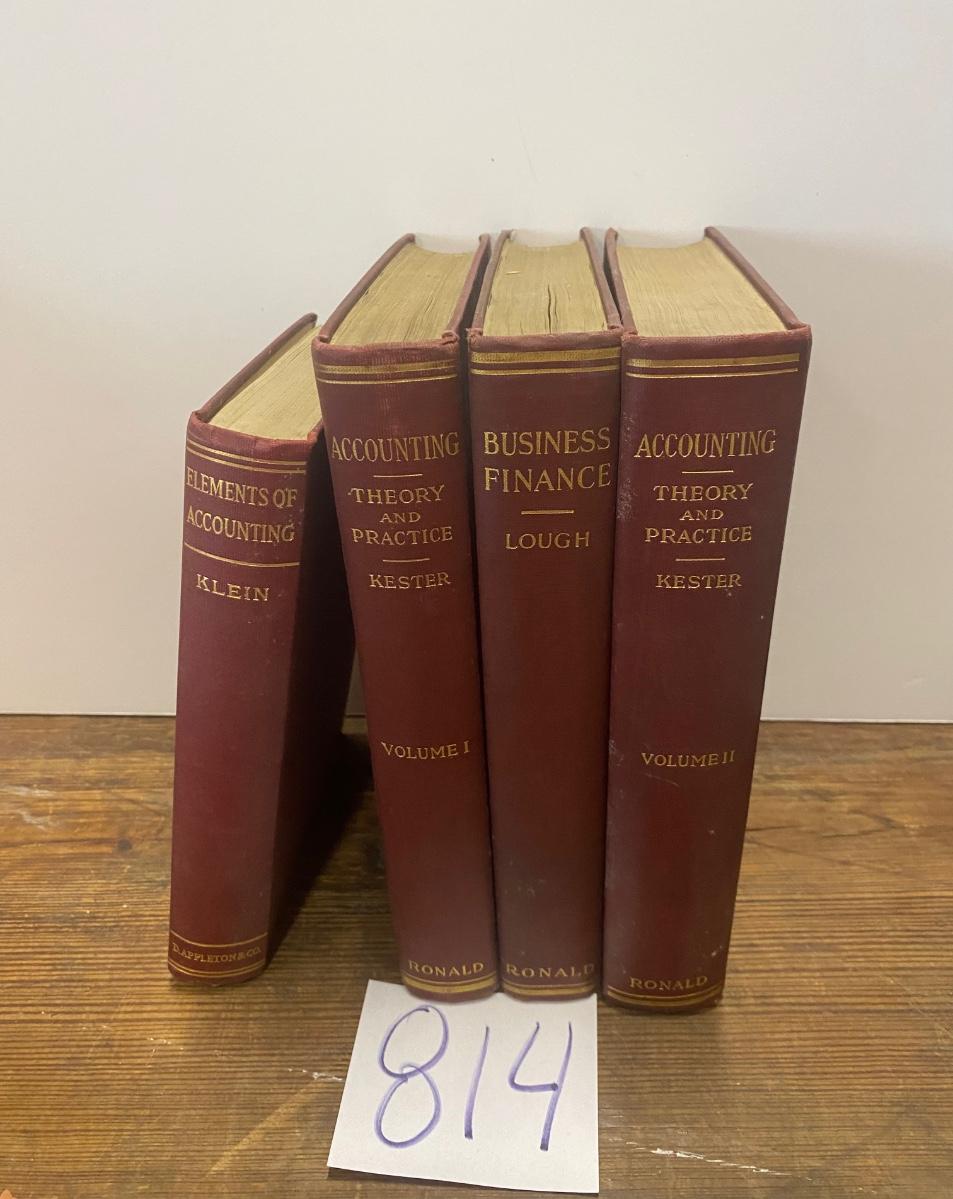 ELEMENTS OF
ACCOUNTING
KLEIN
D. APPLETON & CO.
ACCOUNTING
THEORY
AND
PRACTICE
KESTER
VOLUME I
RONALD
BUSINESS
FINANCE
LOUGH
RONALD
ACCOUNTING
THEORY
AND
PRACTICE
KESTER
VOLUME II
RONALD
814